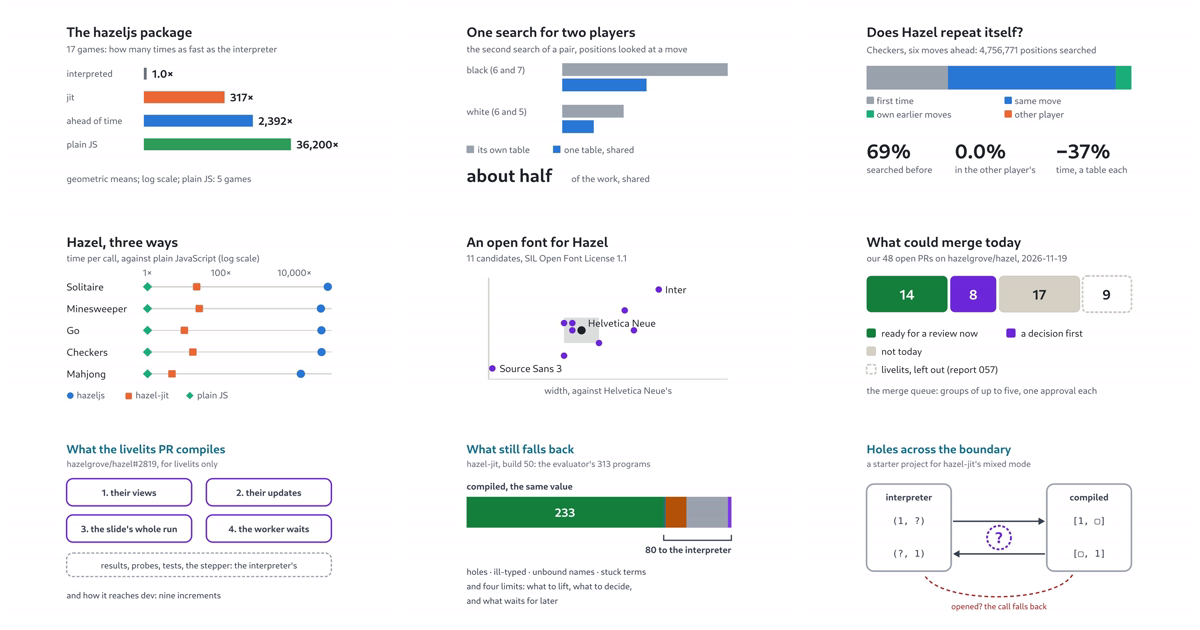 The hazeljs package
17 games: how many times as fast as the interpreter
interpreted 1.0×
jit 317×
ahead of time 2,392×
plain JS 36,200×
geometric means; log scale; plain JS: 5 games
One search for two players
the second search of a pair, positions looked at a move
black (6 and 7)
white (6 and 5)
its own table one table, shared
about half of the work, shared
Does Hazel repeat itself?
Checkers, six moves ahead: 4,756,771 positions searched
first time same move
own earlier moves other player
69% 0.0% −37%
searched before in the other player's time, a table each
Hazel, three ways
time per call, against plain JavaScript (log scale)
1× 100× 10,000×
Solitaire
Minesweeper
Go
Checkers
Mahjong
hazeljs hazel-jit plain JS
An open font for Hazel
11 candidates, SIL Open Font License 1.1
Inter
Helvetica Neue
Source Sans 3
width, against Helvetica Neue's
What could merge today
our 48 open PRs on hazelgrove/hazel, 2026-11-19
14 8 17 9
ready for a review now a decision first
not today
livelits, left out (report 057)
the merge queue: groups of up to five, one approval each
What the livelits PR compiles
hazelgrove/hazel#2819, for livelits only
1. their views 2. their updates
3. the slide's whole run 4. the worker waits
results, probes, tests, the stepper: the interpreter's
and how it reaches dev: nine increments
What still falls back
hazel-jit, build 50: the evaluator's 313 programs
compiled, the same value
233
80 to the interpreter
holes · ill-typed · unbound names · stuck terms
and four limits: what to lift, what to decide,
and what waits for later
Holes across the boundary
a starter project for hazel-jit's mixed mode
interpreter compiled
(1, ?) [1, □]
?
(?, 1) [□, 1]
opened? the call falls back